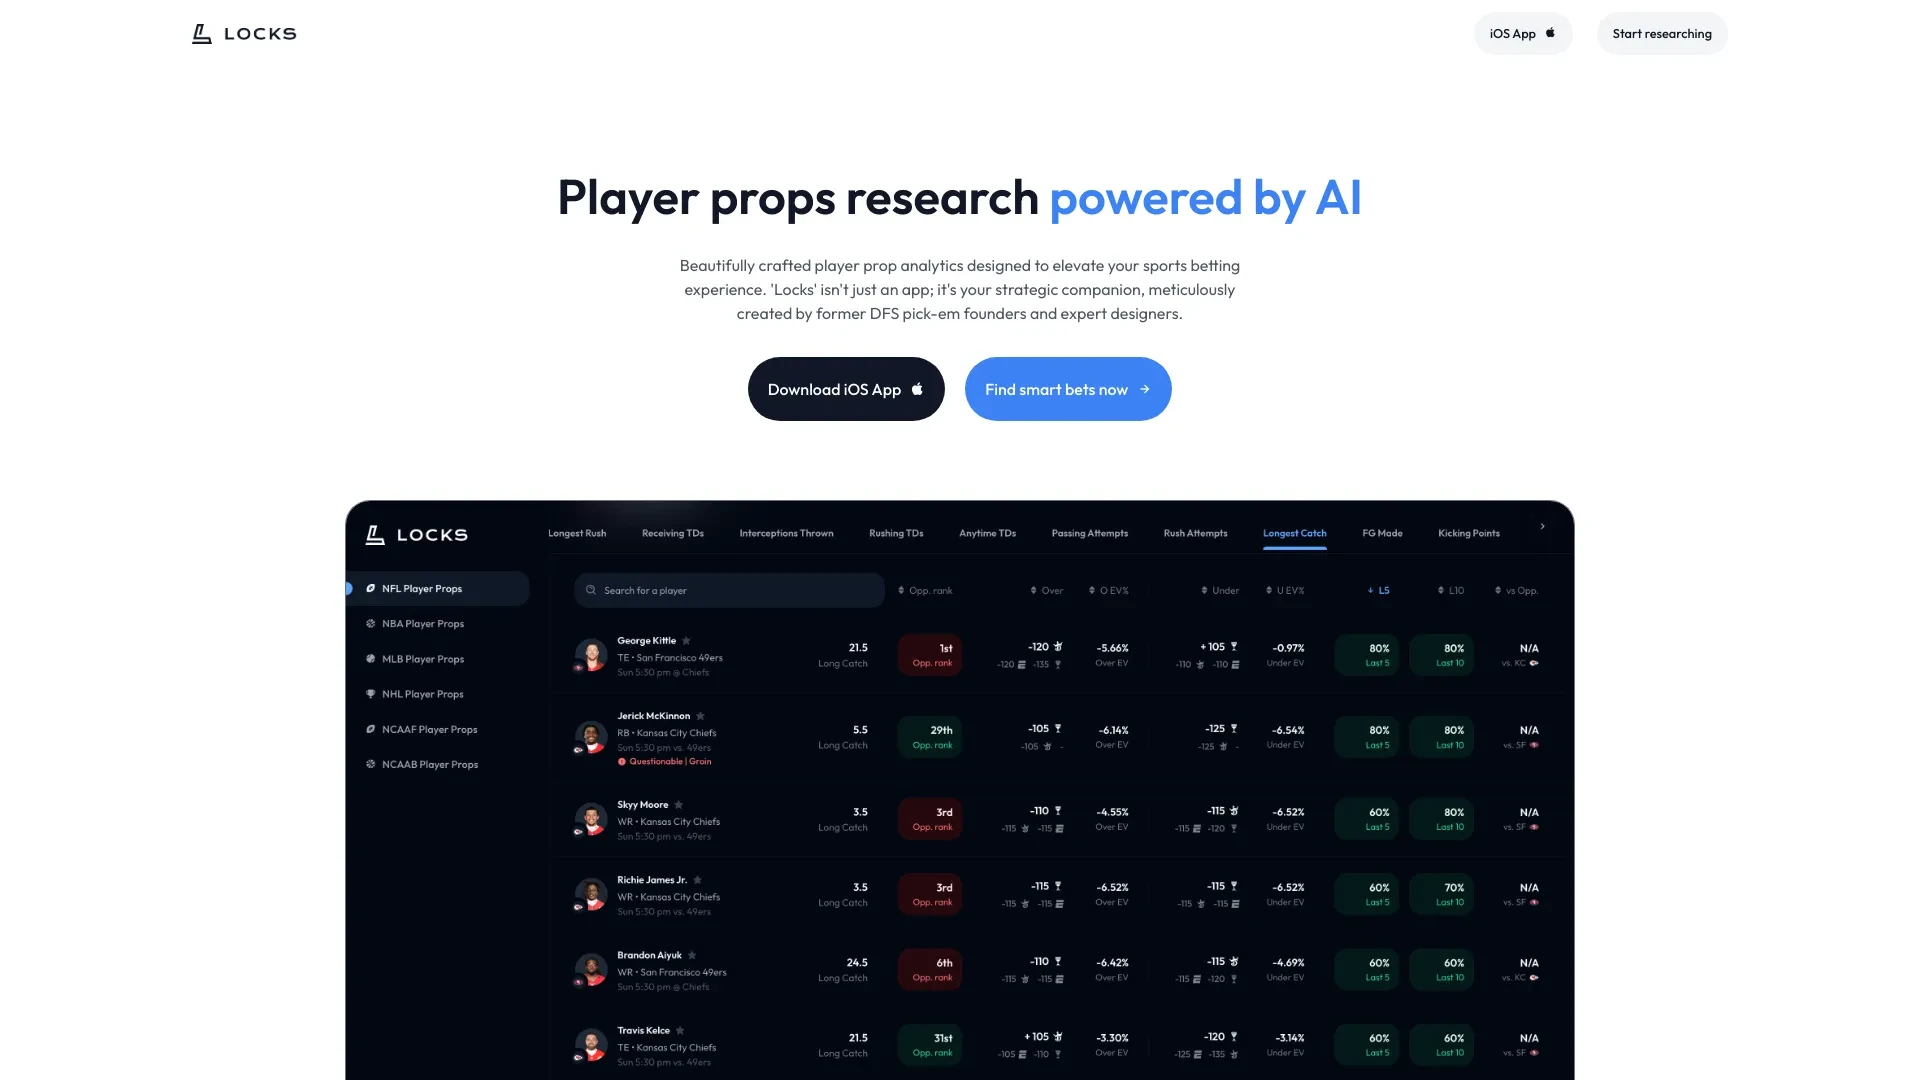 LOCKS
iOS App
Start researching
Player props research powered by AI
Beautifully crafted player prop analytics designed to elevate your sports betting
experience. 'Locks' isn't just an app; it's your strategic companion, meticulously
created by former DFS pick-em founders and expert designers.
Download iOS App
Find smart bets now →
LOCKS
Longest Rush Receiving TDs Interceptions Thrown Rushing TDs Anytime TDs Passing Attempts Rush Attempts Longest Catch FG Made Kicking Points
NFL Player Props
NBA Player Props
MLB Player Props
NHL Player Props
NCAAF Player Props
NCAAB Player Props
Search for a player Opp. rank Over O EV% Under U EV% L5 L10 vs Opp.
George Kittle
TE • San Francisco 49ers
Sun 5:30 pm @ Chiefs
21.5 1st -120 -5.66% +105 -0.97% 80% 80% N/A
Long Catch Opp. rank -120 -135 Over EV -110 -110 Under EV Last 5 Last 10 vs. KC
Jerick McKinnon
RB • Kansas City Chiefs
Sun 5:30 pm vs. 49ers
Questionable | Groin
5.5 29th -105 -6.14% -125 -6.54% 80% 80% N/A
Long Catch Opp. rank -105 - Over EV -125 - Under EV Last 5 Last 10 vs. SF
Skyy Moore
WR • Kansas City Chiefs
Sun 5:30 pm vs. 49ers
3.5 3rd -110 -4.55% -115 -6.52% 60% 80% N/A
Long Catch Opp. rank -115 -115 Over EV -115 -120 Under EV Last 5 Last 10 vs. SF
Richie James Jr.
WR • Kansas City Chiefs
Sun 5:30 pm vs. 49ers
3.5 3rd -115 -6.52% -115 -6.52% 60% 70% N/A
Long Catch Opp. rank -115 -115 Over EV -115 -115 Under EV Last 5 Last 10 vs. SF
Brandon Aiyuk
WR • San Francisco 49ers
Sun 5:30 pm @ Chiefs
24.5 6th -110 -6.42% -115 -4.69% 60% 60% N/A
Long Catch Opp. rank -115 -115 Over EV -115 -120 Under EV Last 5 Last 10 vs. KC
Travis Kelce
TE • Kansas City Chiefs
Sun 5:30 pm vs. 49ers
21.5 31st +105 -3.30% -120 -3.14% 60% 60% N/A
Long Catch Opp. rank -105 -110 Over EV -125 -135 Under EV Last 5 Last 10 vs. SF